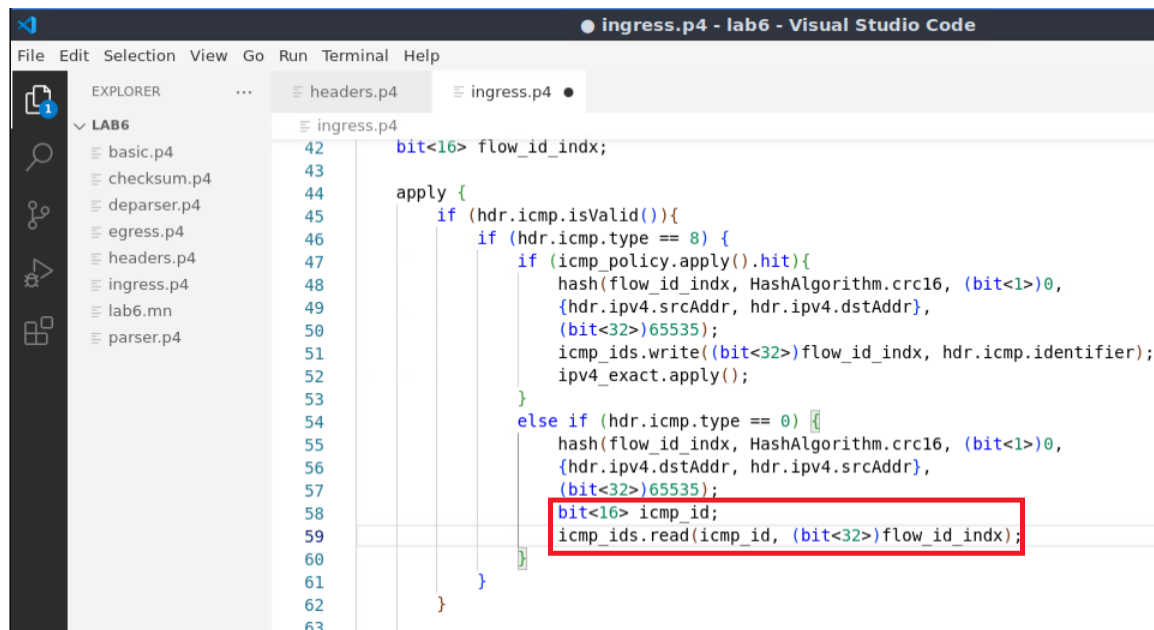 ● ingress.p4 - lab6 - Visual Studio Code
File Edit Selection View Go Run Terminal Help
EXPLORER ...
headers.p4
ingress.p4 ●
1
LAB6
ingress.p4
basic.p4
checksum.p4
deparser.p4
egress.p4
headers.p4
ingress.p4
lab6.mn
parser.p4
42 bit<16> flow_id_indx;
43
44 apply {
45 if (hdr.icmp.isValid()){
46 if (hdr.icmp.type == 8) {
47 if (icmp_policy.apply().hit){
48 hash(flow_id_indx, HashAlgorithm.crc16, (bit<1>)0,
49 {hdr.ipv4.srcAddr, hdr.ipv4.dstAddr},
50 (bit<32>)65535);
51 icmp_ids.write((bit<32>)flow_id_indx, hdr.icmp.identifier);
52 ipv4_exact.apply();
53 }
54 else if (hdr.icmp.type == 0) {
55 hash(flow_id_indx, HashAlgorithm.crc16, (bit<1>)0,
56 {hdr.ipv4.dstAddr, hdr.ipv4.srcAddr},
57 (bit<32>)65535);
58 bit<16> icmp_id;
59 icmp_ids.read(icmp_id, (bit<32>)flow_id_indx);
60 }
61 }
62 }
63